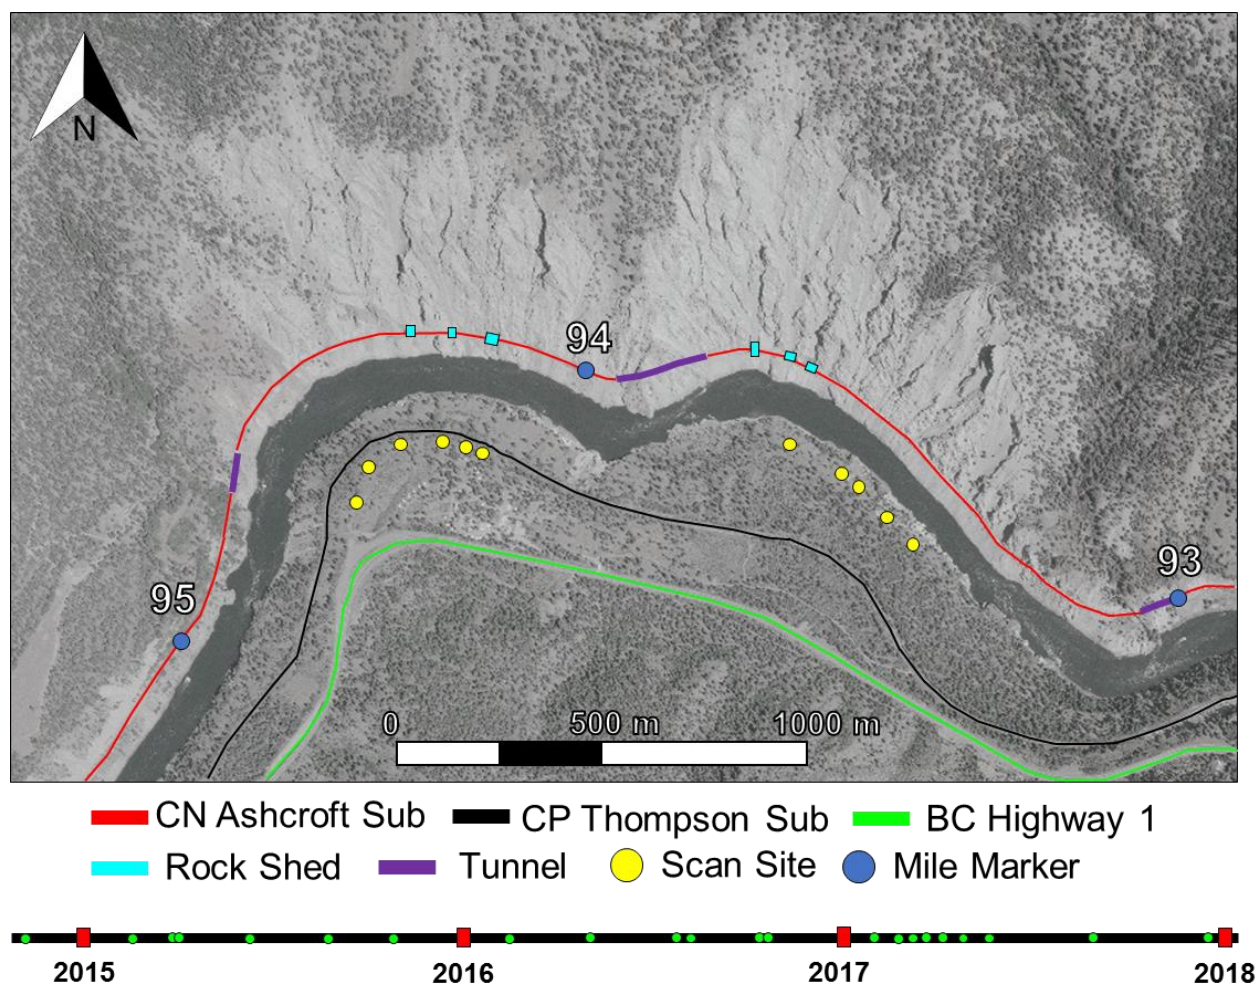 N
94
93
95
0 500 m 1000 m
CN Ashcroft Sub CP Thompson Sub BC Highway 1
Rock Shed Tunnel Scan Site Mile Marker
2015 2016 2017 2018